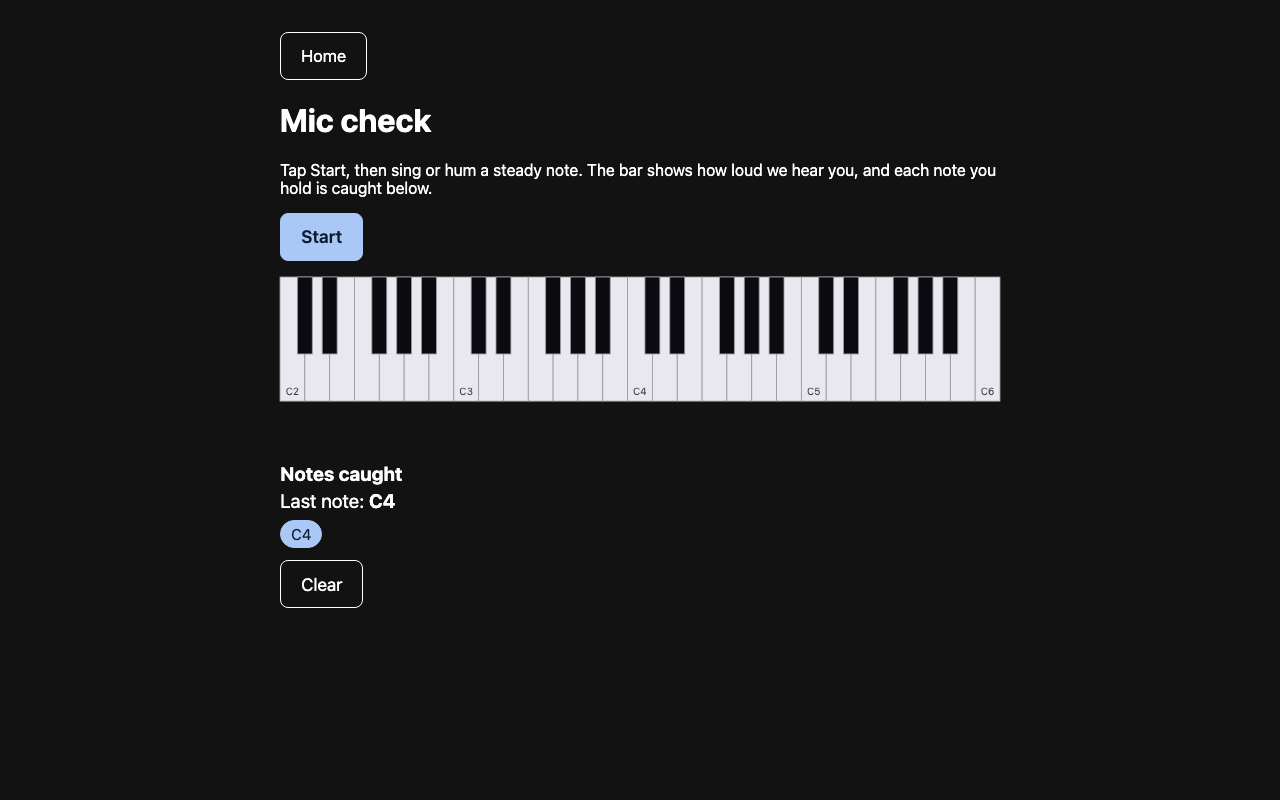 Home
Mic check
Tap Start, then sing or hum a steady note. The bar shows how loud we hear you, and each note you
hold is caught below.
Start
C2 C3 C4 C5 C6
Notes caught
Last note: C4
C4
Clear